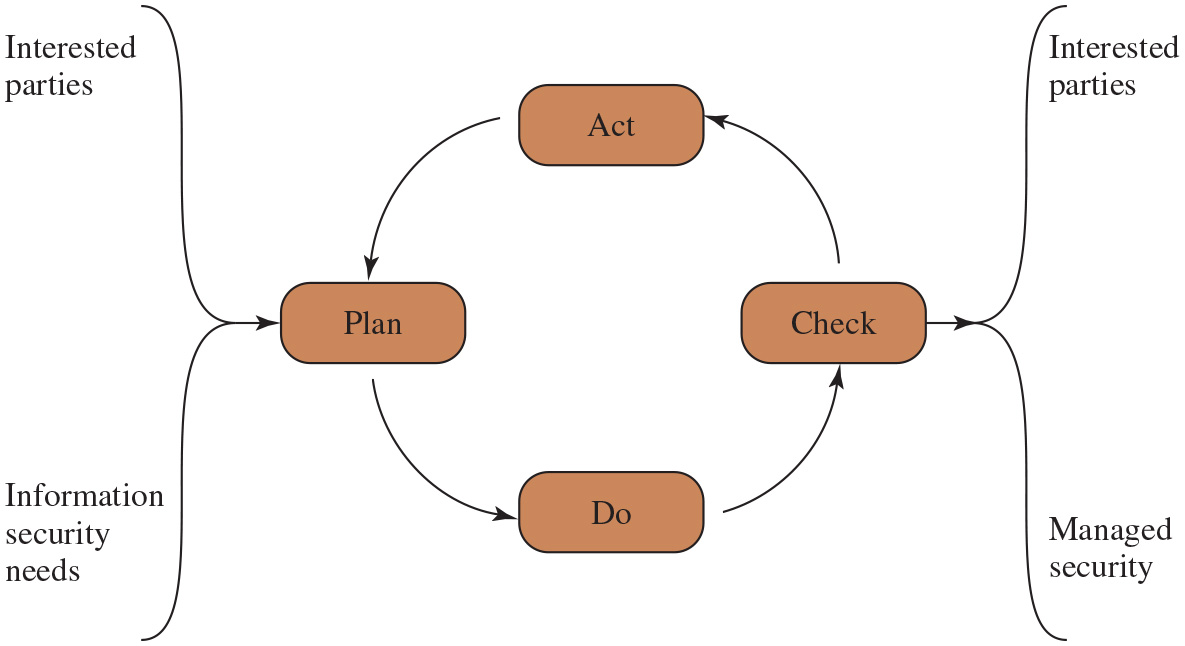 Interested
parties
Interested
parties
Act
Plan
Check
Do
Information
security
needs
Managed
security